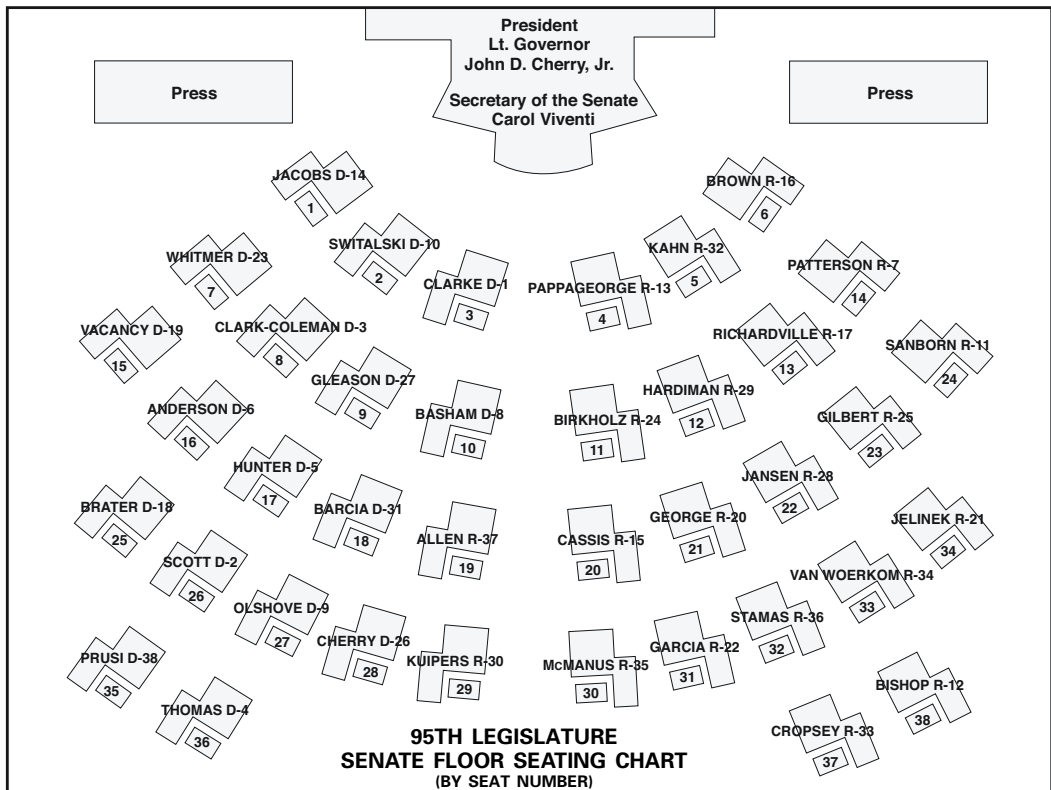 President
Lt. Governor
John D. Cherry, Jr.
Secretary of the Senate
Carol Viventi
Press
Press
JACOBS D-14
1
SWITALSKI D-10
2
CLARKE D-1
3
PAPPAGEORGE R-13
4
KAHN R-32
5
BROWN R-16
6
WHITMER D-23
7
CLARK-COLEMAN D-3
8
GLEASON D-27
9
BASHAM D-8
10
BIRKHOLZ R-24
11
HARDIMAN R-29
12
RICHARDVILLE R-17
13
PATTERSON R-7
14
VACANCY D-19
15
ANDERSON D-6
16
HUNTER D-5
17
BARCIA D-31
18
ALLEN R-37
19
CASSIS R-15
20
GEORGE R-20
21
JANSEN R-28
22
GILBERT R-25
23
SANBORN R-11
24
BRATER D-18
25
SCOTT D-2
26
OLSHOVE D-9
27
CHERRY D-26
28
KUIPERS R-30
29
McMANUS R-35
30
GARCIA R-22
31
STAMAS R-36
32
VAN WOERKOM R-34
33
JELINEK R-21
34
PRUSI D-38
35
THOMAS D-4
36
CROPSEY R-33
37
BISHOP R-12
38
95TH LEGISLATURE
SENATE FLOOR SEATING CHART
(BY SEAT NUMBER)